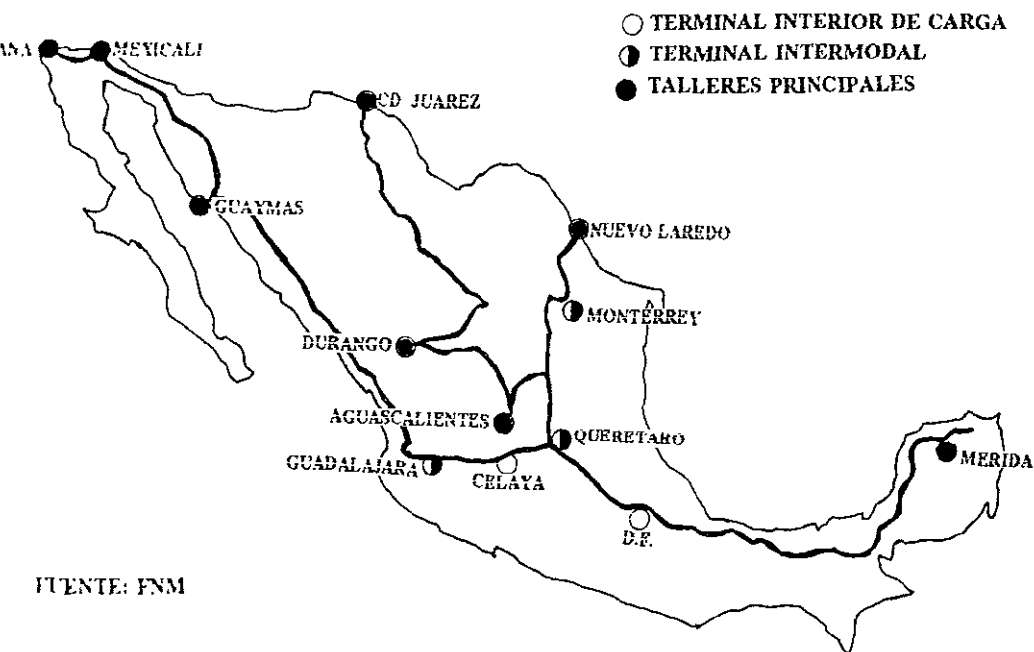 TERMINAL INTERIOR DE CARGA
TERMINAL INTERMODAL
TALLERES PRINCIPALES
ANA
MEXICALI
CD JUAREZ
GUAYMAS
NUEVO LAREDO
MONTERREY
DURANGO
AGUASCALIENTES
QUERETARO
GUADALAJARA
CELAYA
MERIDA
D.F.
FUENTE: FNM